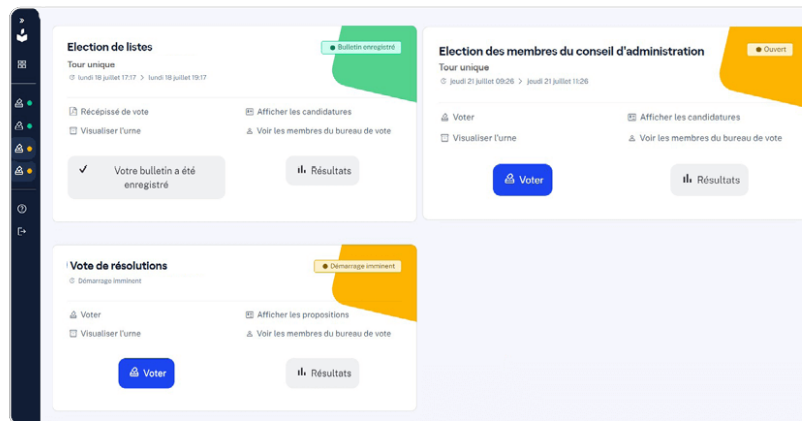 Election de listes
Bulletin enregistré
Tour unique
lundi 18 juillet 17:17 > lundi 18 juillet 19:17
Récépissé de vote
Afficher les candidatures
Visualiser l'urne
Voir les membres du bureau de vote
Votre bulletin a été
enregistré
Résultats
Election des membres du conseil d'administration
Ouvert
Tour unique
jeudi 21 juillet 09:26 > jeudi 21 juillet 11:26
Voter
Afficher les candidatures
Visualiser l'urne
Voir les membres du bureau de vote
Voter
Résultats
Vote de résolutions
Démarrage imminent
Démarrage imminent
Voter
Afficher les propositions
Visualiser l'urne
Voir les membres du bureau de vote
Voter
Résultats